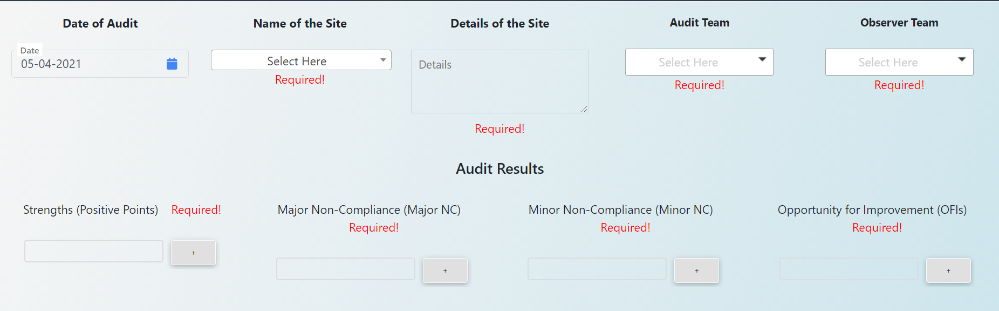 Date of Audit
Name of the Site
Details of the Site
Audit Team
Observer Team
Date
05-04-2021
Select Here
Required!
Details
Required!
Select Here
Required!
Select Here
Required!
Audit Results
Strengths (Positive Points) Required!
+
Major Non-Compliance (Major NC)
Required!
+
Minor Non-Compliance (Minor NC)
Required!
+
Opportunity for Improvement (OFIs)
Required!
+